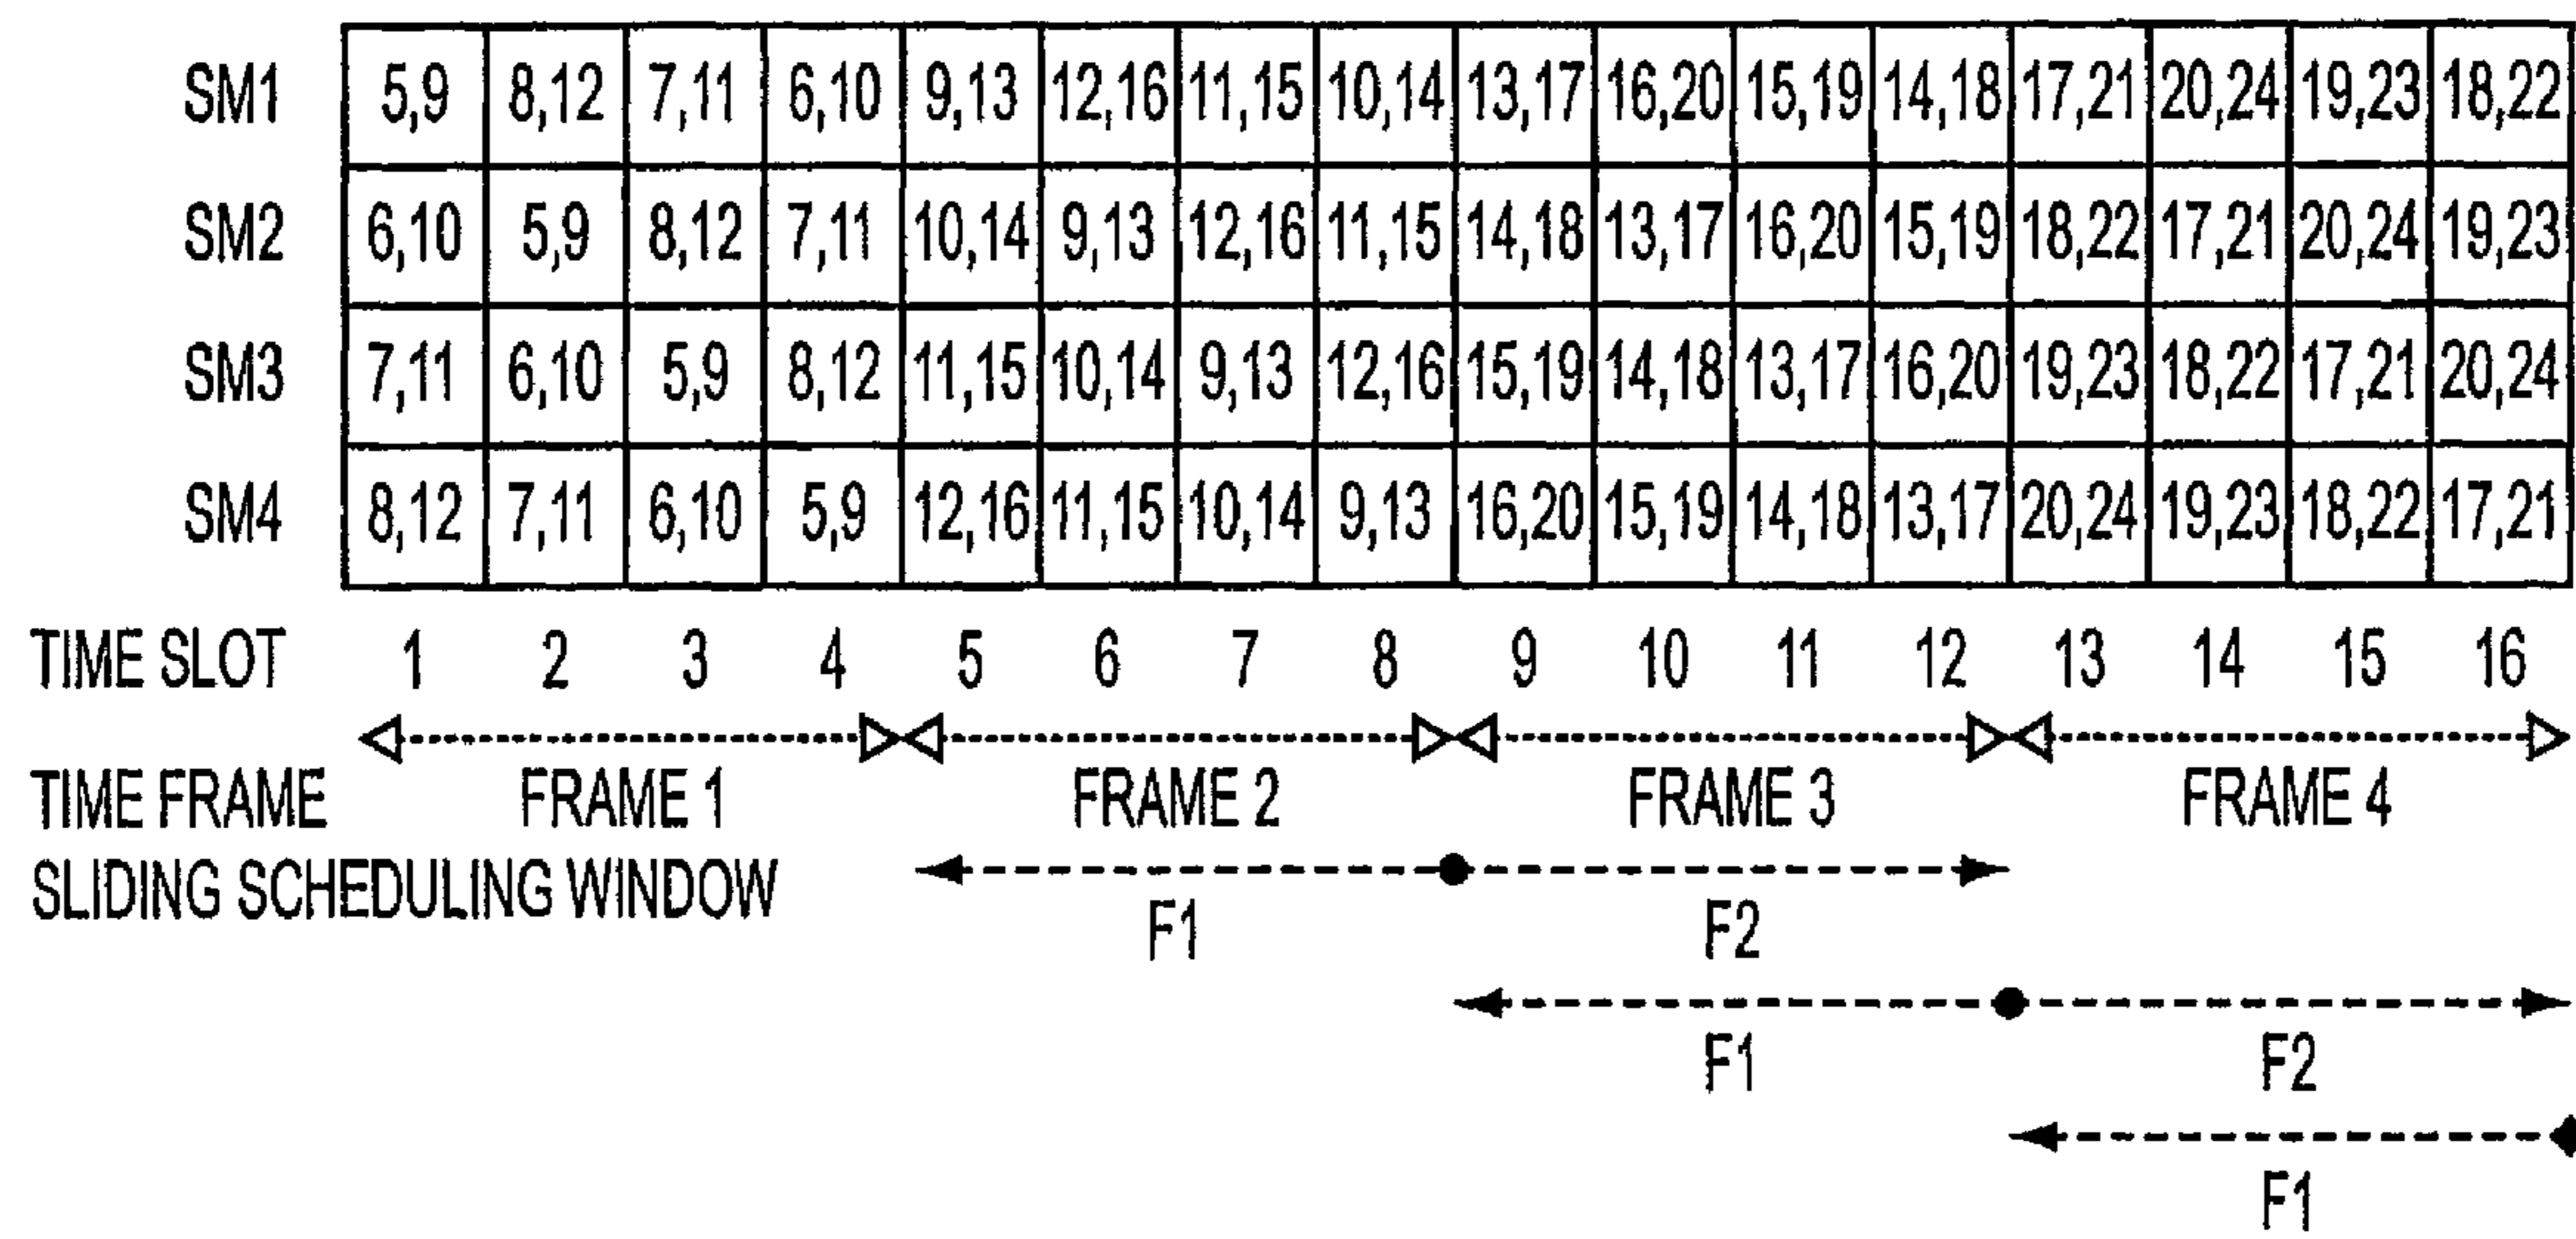 SM1 5,9 8,12 7,11 6,10 9,13 12,16 11,15 10,14 13,17 16,20 15,19 14,18 17,21 20,24 19,23 18,22
SM2 6,10 5,9 8,12 7,11 10,14 9,13 12,16 11,15 14,18 13,17 16,20 15,19 18,22 17,21 20,24 19,23
SM3 7,11 6,10 5,9 8,12 11,15 10,14 9,13 12,16 15,19 14,18 13,17 16,20 19,23 18,22 17,21 20,24
SM4 8,12 7,11 6,10 5,9 12,16 11,15 10,14 9,13 16,20 15,19 14,18 13,17 20,24 19,23 18,22 17,21
TIME SLOT 1 2 3 4 5 6 7 8 9 10 11 12 13 14 15 16
TIME FRAME FRAME 1 FRAME 2 FRAME 3 FRAME 4
SLIDING SCHEDULING WINDOW
F1 F2
F1 F2
F1